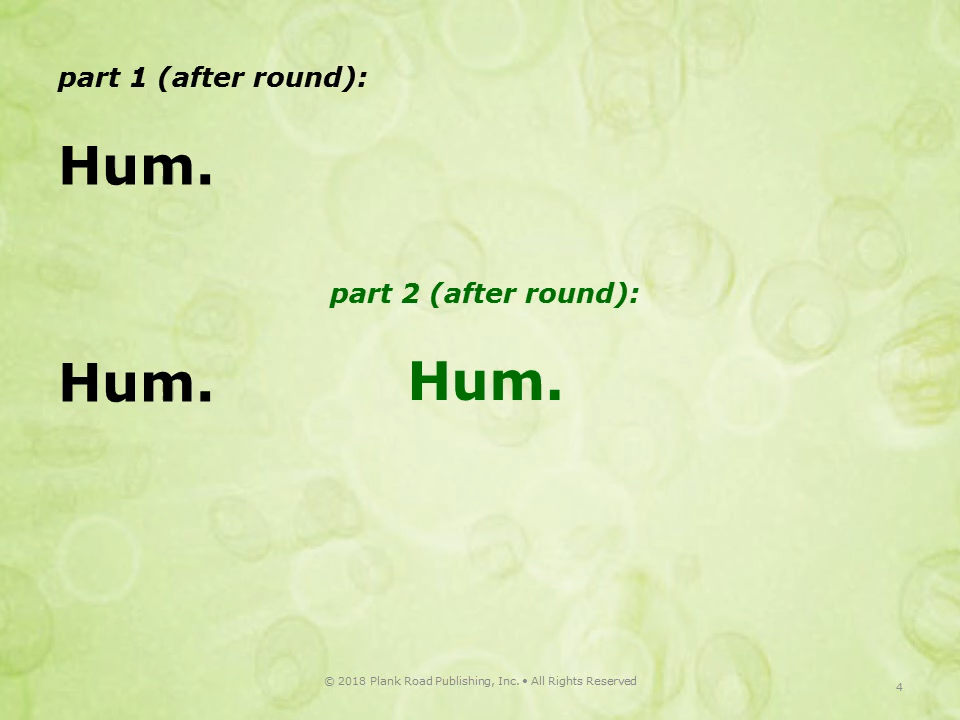 part 1 (after round):
Hum.
part 2 (after round):
Hum. Hum.
© 2018 Plank Road Publishing, Inc. • All Rights Reserved
4